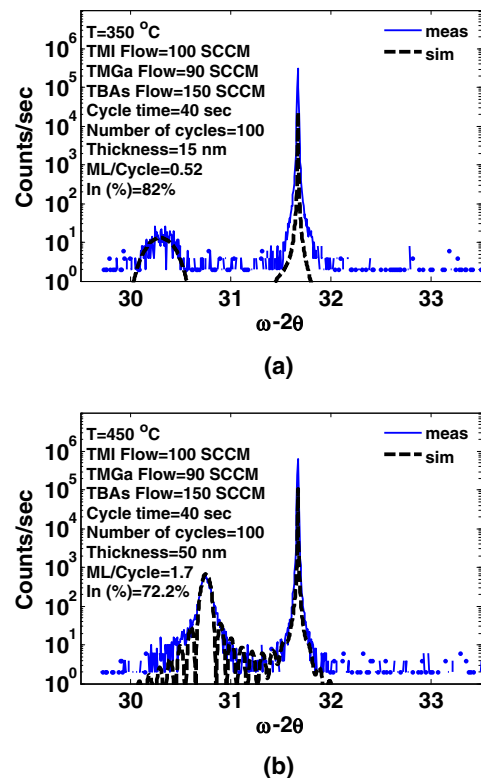 T=350 °C
TMI Flow=100 SCCM
TMGa Flow=90 SCCM
TBAs Flow=150 SCCM
Cycle time=40 sec
Number of cycles=100
Thickness=15 nm
ML/Cycle=0.52
In (%)=82%
meas
sim
Counts/sec
10^6
10^5
10^4
10^3
10^2
10^1
10^0
30 31 32 33
ω-2θ
(a)
T=450 °C
TMI Flow=100 SCCM
TMGa Flow=90 SCCM
TBAs Flow=150 SCCM
Cycle time=40 sec
Number of cycles=100
Thickness=50 nm
ML/Cycle=1.7
In (%)=72.2%
meas
sim
Counts/sec
10^6
10^5
10^4
10^3
10^2
10^1
10^0
30 31 32 33
ω-2θ
(b)